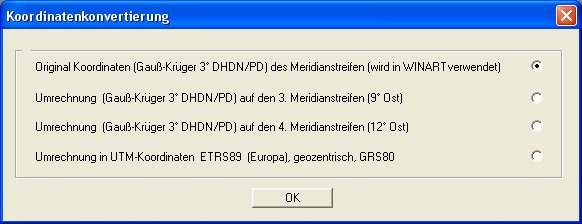 Koordinatenkonvertierung
Original Koordinaten (Gauß-Krüger 3° DHDN/PD) des Meridianstreifen (wird in WINART verwendet)
Umrechnung (Gauß-Krüger 3° DHDN/PD) auf den 3. Meridianstreifen (9° Ost)
Umrechnung (Gauß-Krüger 3° DHDN/PD) auf den 4. Meridianstreifen (12° Ost)
Umrechnung in UTM-Koordinaten ETRS89 (Europa), geozentrisch, GRS80
OK